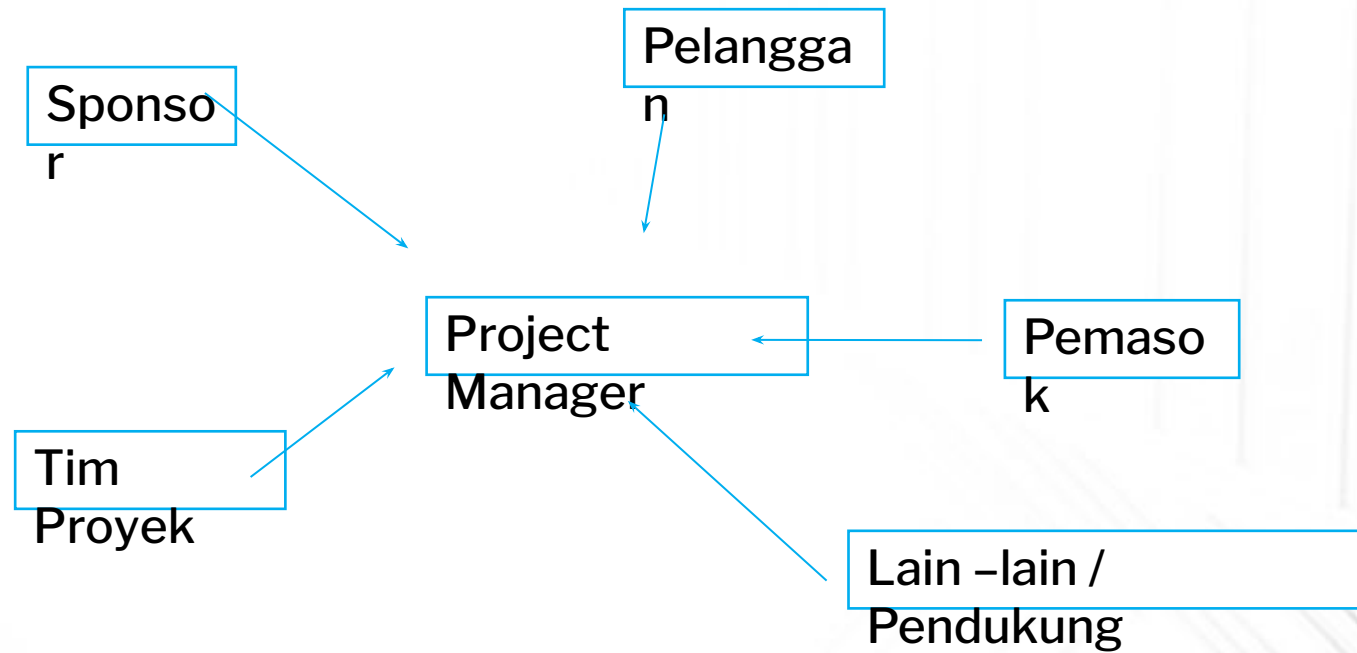 Pelangga
n
Sponso
r
Project
Manager
Pemaso
k
Tim
Proyek
Lain –lain /
Pendukung